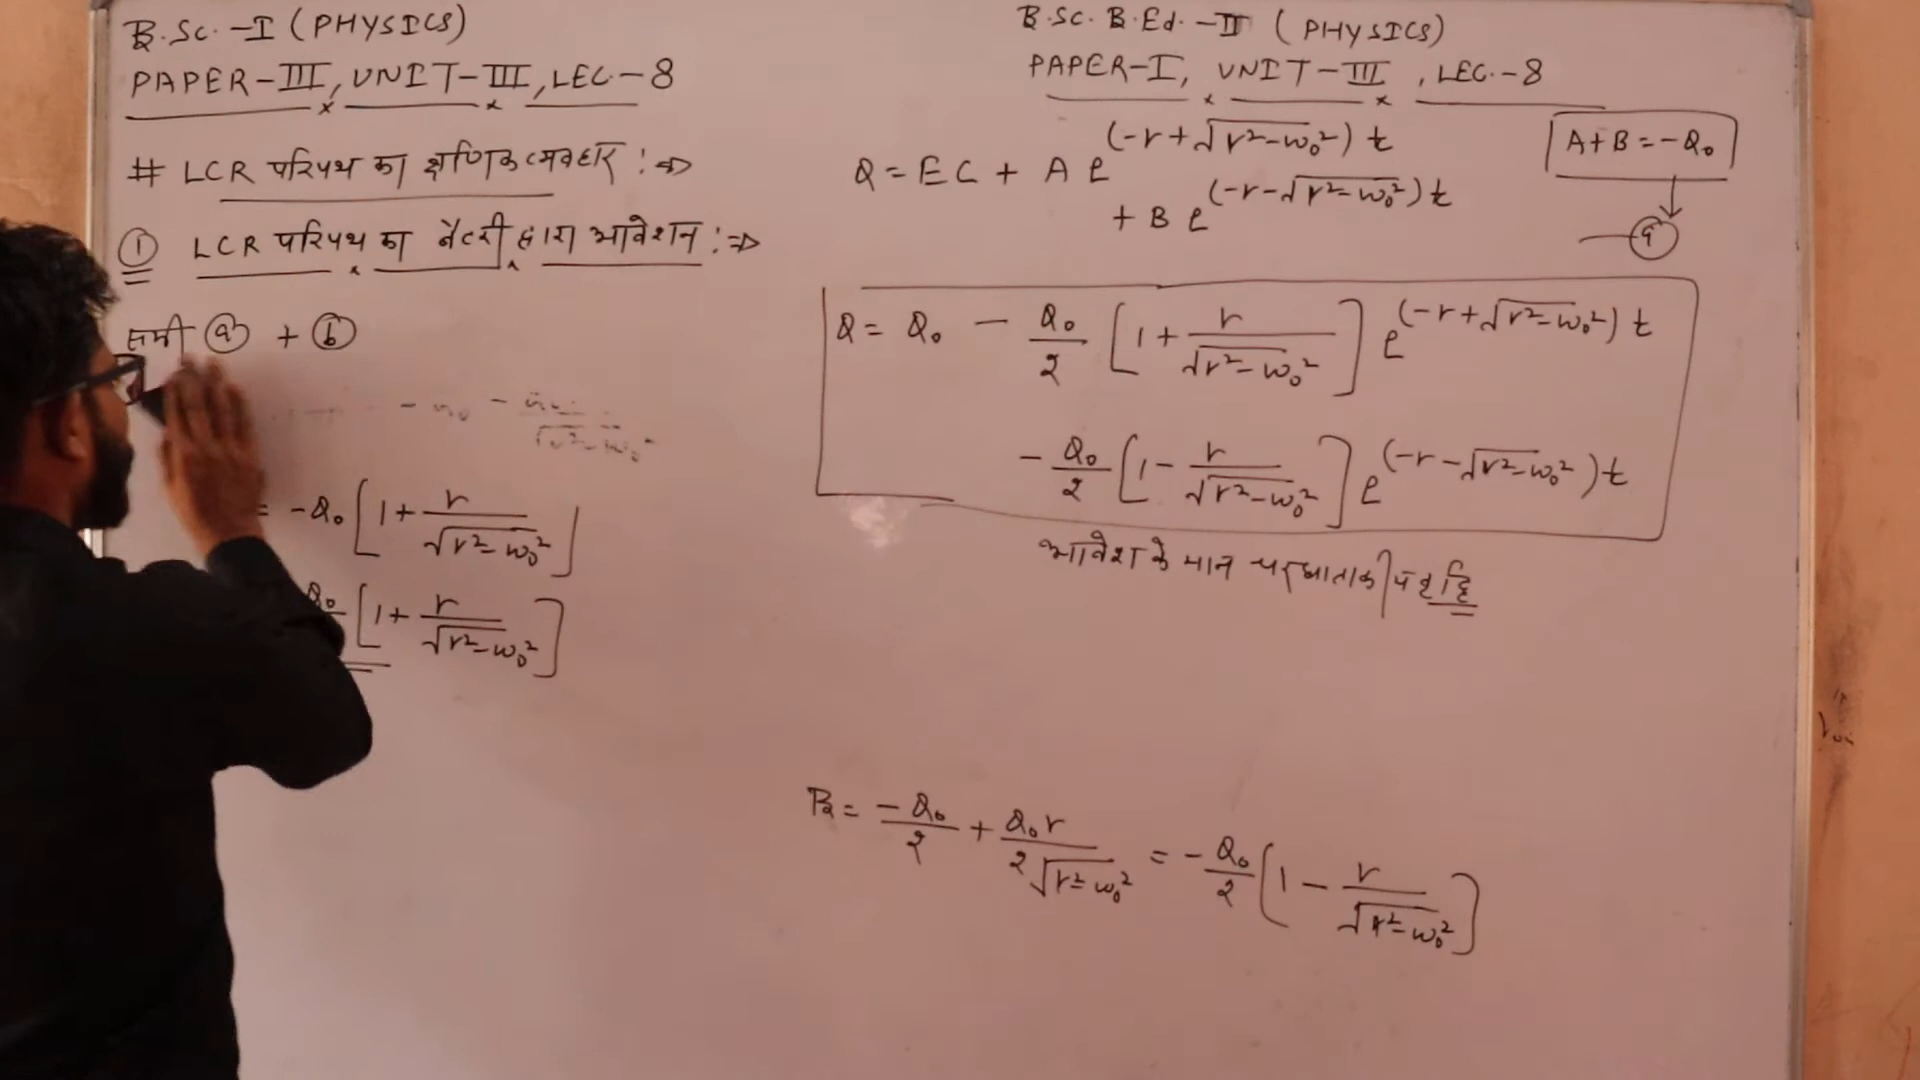 B.Sc.-I (PHYSICS)
PAPER-III, UNIT-III, LEC.-8
# LCR परिपथ का क्षणिक व्यवहार :⇒
① LCR परिपथ का बैटरी द्वारा आवेशन :⇒
समी ⓐ + ⓑ
= -Q₀ [1 + r/√(r²-ω₀²)]
[1 + r/√(r²-ω₀²)]
B.Sc. B.Ed.-II (PHYSICS)
PAPER-I, UNIT-III, LEC.-8
Q = EC + A e^((-r+√(r²-ω₀²)) t)
+ B e^((-r-√(r²-ω₀²)) t)
A+B = -Q₀
Q = Q₀ - Q₀/2 [1 + r/√(r²-ω₀²)] e^((-r+√(r²-ω₀²)) t)
- Q₀/2 [1 - r/√(r²-ω₀²)] e^((-r-√(r²-ω₀²)) t)
आवेश के मान
B = -Q₀/2 + Q₀r/2√(r²-ω₀²) = -Q₀/2 [1 - r/√(r²-ω₀²)]